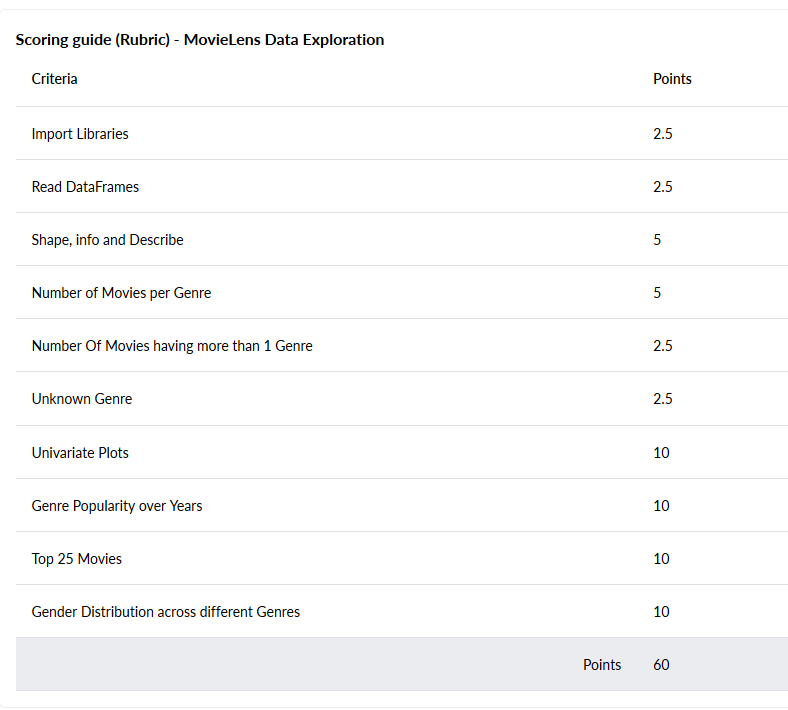 Scoring guide (Rubric) - MovieLens Data Exploration
Criteria Points
Import Libraries 2.5
Read DataFrames 2.5
Shape, info and Describe 5
Number of Movies per Genre 5
Number Of Movies having more than 1 Genre 2.5
Unknown Genre 2.5
Univariate Plots 10
Genre Popularity over Years 10
Top 25 Movies 10
Gender Distribution across different Genres 10
Points 60